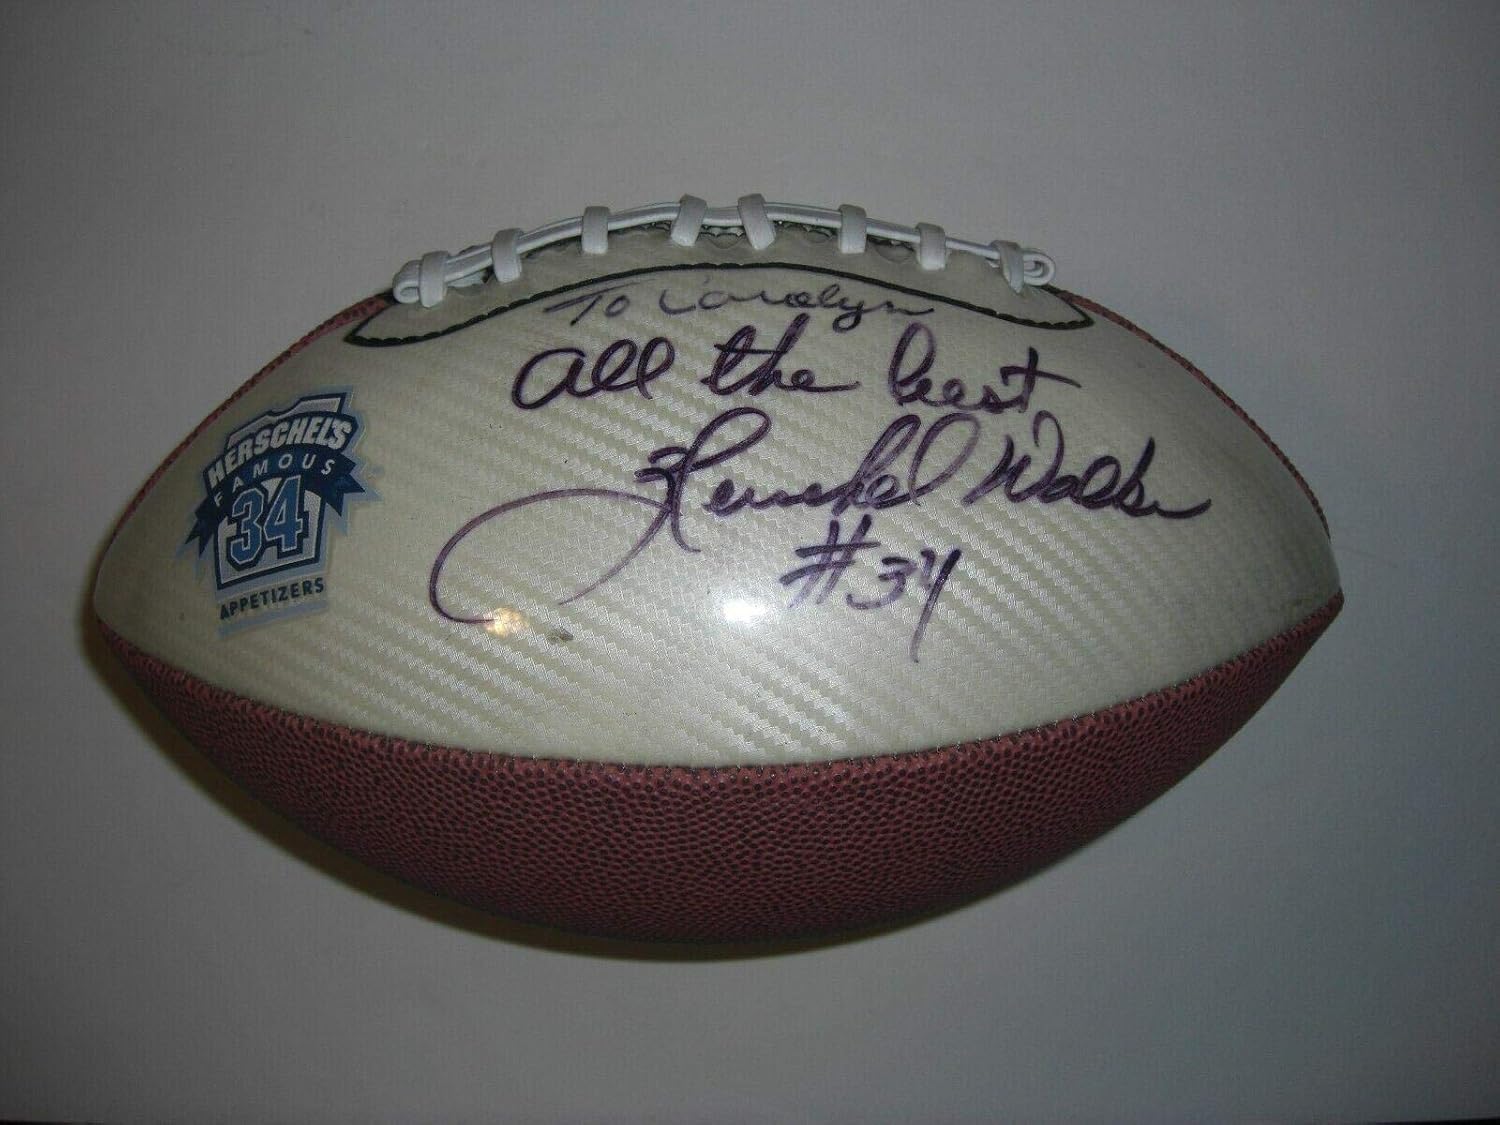 To Carolyn
all the best
Herschel Walker
#34
HERSCHEL'S
FAMOUS
34
APPETIZERS